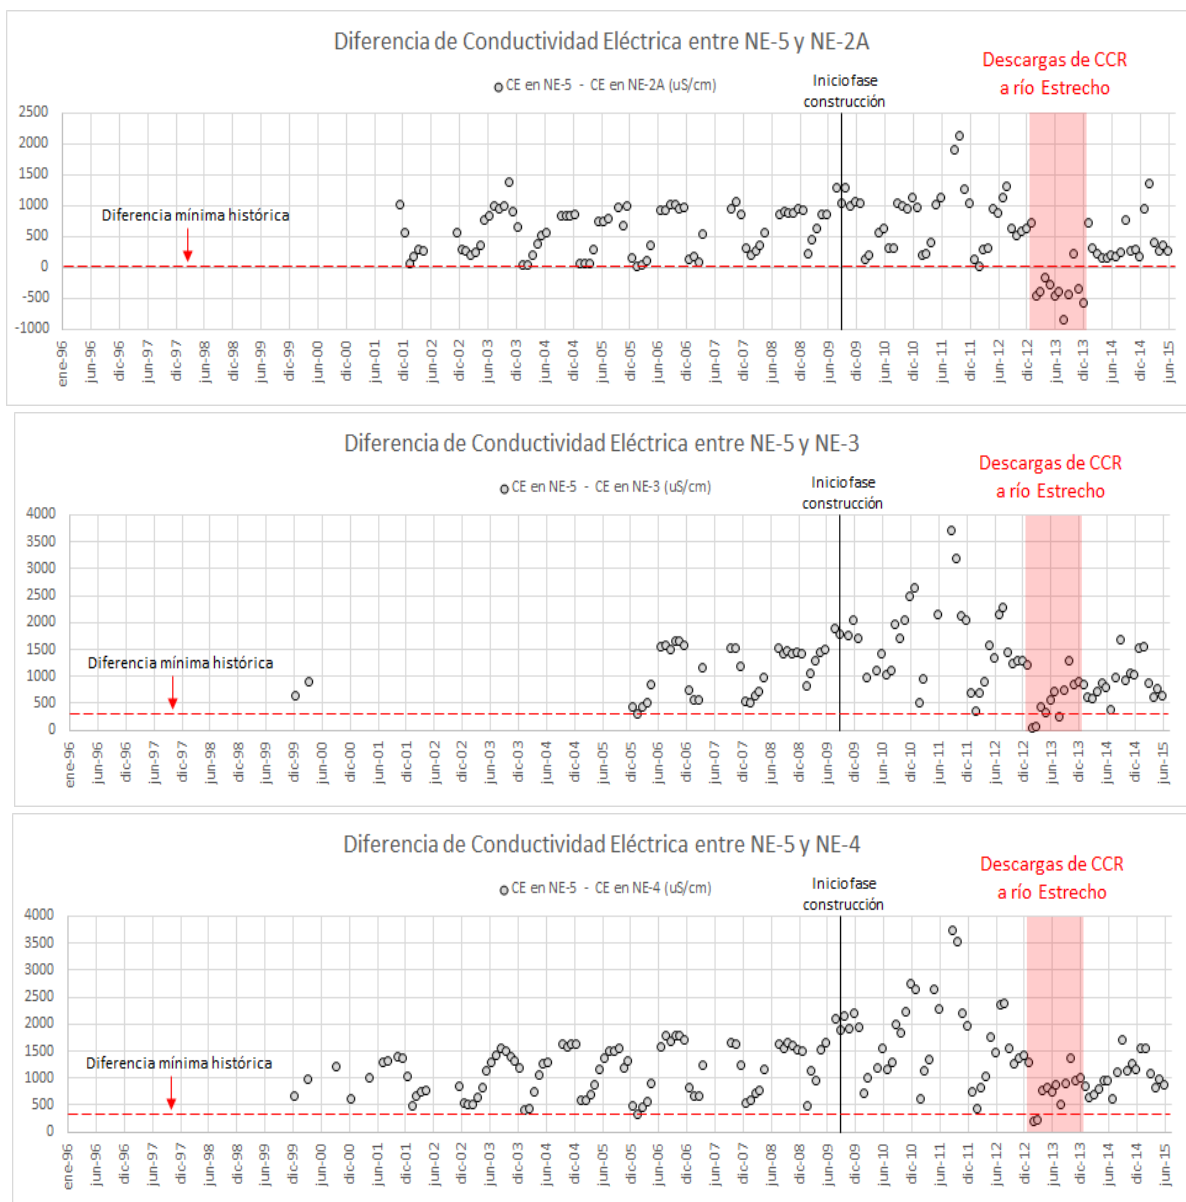 Diferencia de Conductividad Eléctrica entre NE-5 y NE-2A
Descargas de CCR
a río Estrecho
CE en NE-5 - CE en NE-2A (uS/cm)
Inicio fase
construcción
Diferencia mínima histórica
2500
2000
1500
1000
500
0
-500
-1000
ene-96
jun-96
dic-96
jun-97
dic-97
jun-98
dic-98
jun-99
dic-99
jun-00
dic-00
jun-01
dic-01
jun-02
dic-02
jun-03
dic-03
jun-04
dic-04
jun-05
dic-05
jun-06
dic-06
jun-07
dic-07
jun-08
dic-08
jun-09
dic-09
jun-10
dic-10
jun-11
dic-11
jun-12
dic-12
jun-13
dic-13
jun-14
dic-14
jun-15
Diferencia de Conductividad Eléctrica entre NE-5 y NE-3
Descargas de CCR
a río Estrecho
CE en NE-5 - CE en NE-3 (uS/cm)
Inicio fase
construcción
Diferencia mínima histórica
4000
3500
3000
2500
2000
1500
1000
500
0
ene-96
jun-96
dic-96
jun-97
dic-97
jun-98
dic-98
jun-99
dic-99
jun-00
dic-00
jun-01
dic-01
jun-02
dic-02
jun-03
dic-03
jun-04
dic-04
jun-05
dic-05
jun-06
dic-06
jun-07
dic-07
jun-08
dic-08
jun-09
dic-09
jun-10
dic-10
jun-11
dic-11
jun-12
dic-12
jun-13
dic-13
jun-14
dic-14
jun-15
Diferencia de Conductividad Eléctrica entre NE-5 y NE-4
Descargas de CCR
a río Estrecho
CE en NE-5 - CE en NE-4 (uS/cm)
Inicio fase
construcción
Diferencia mínima histórica
4000
3500
3000
2500
2000
1500
1000
500
0
ene-96
jun-96
dic-96
jun-97
dic-97
jun-98
dic-98
jun-99
dic-99
jun-00
dic-00
jun-01
dic-01
jun-02
dic-02
jun-03
dic-03
jun-04
dic-04
jun-05
dic-05
jun-06
dic-06
jun-07
dic-07
jun-08
dic-08
jun-09
dic-09
jun-10
dic-10
jun-11
dic-11
jun-12
dic-12
jun-13
dic-13
jun-14
dic-14
jun-15